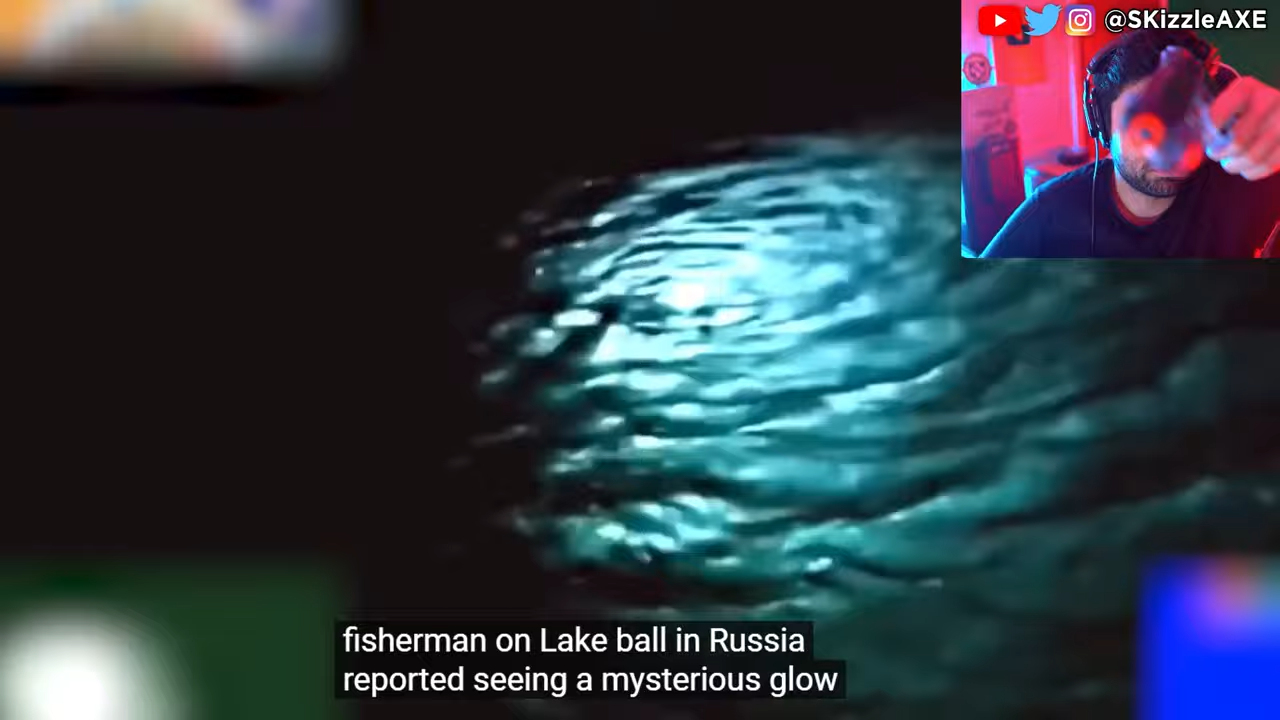 @SKizzleAXE
fisherman on Lake ball in Russia
reported seeing a mysterious glow